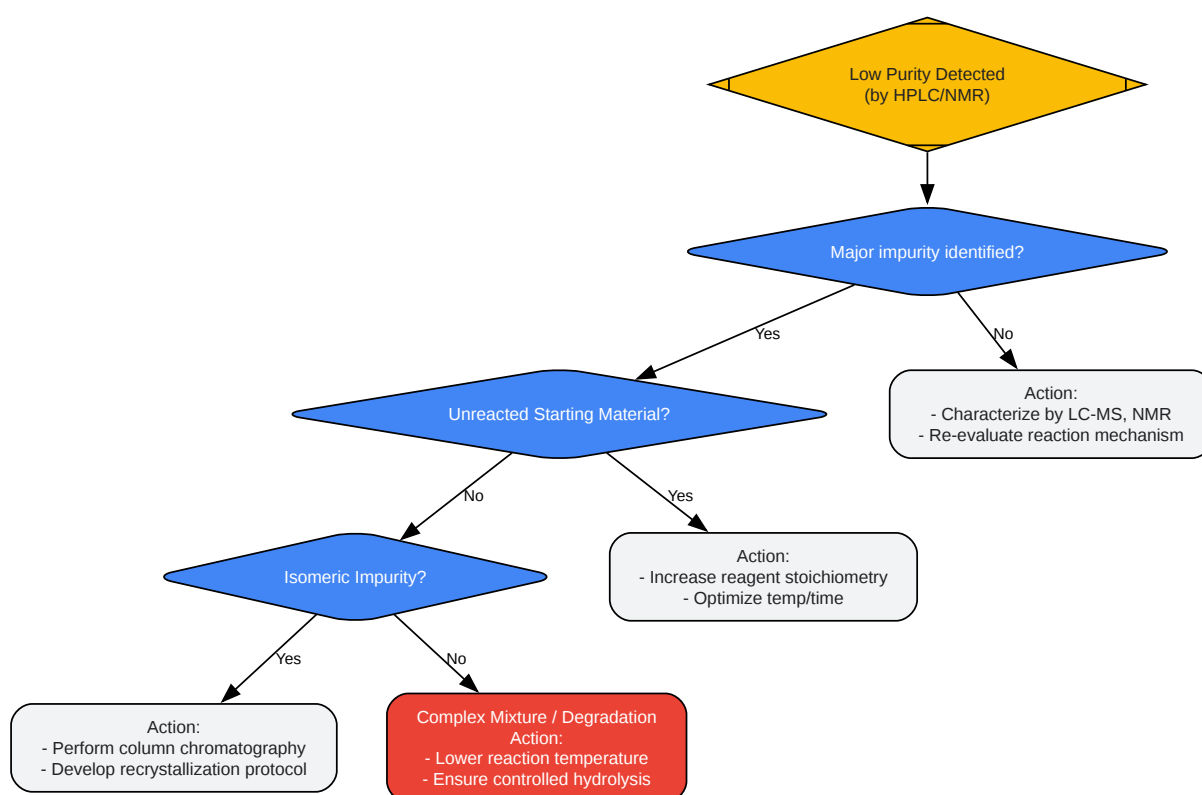 Low Purity Detected
(by HPLC/NMR)
Major impurity identified?
Yes
No
Unreacted Starting Material?
Action:
- Characterize by LC-MS, NMR
- Re-evaluate reaction mechanism
No
Yes
Isomeric Impurity?
Action:
- Increase reagent stoichiometry
- Optimize temp/time
Yes
No
Action:
- Perform column chromatography
- Develop recrystallization protocol
Complex Mixture / Degradation
Action:
- Lower reaction temperature
- Ensure controlled hydrolysis